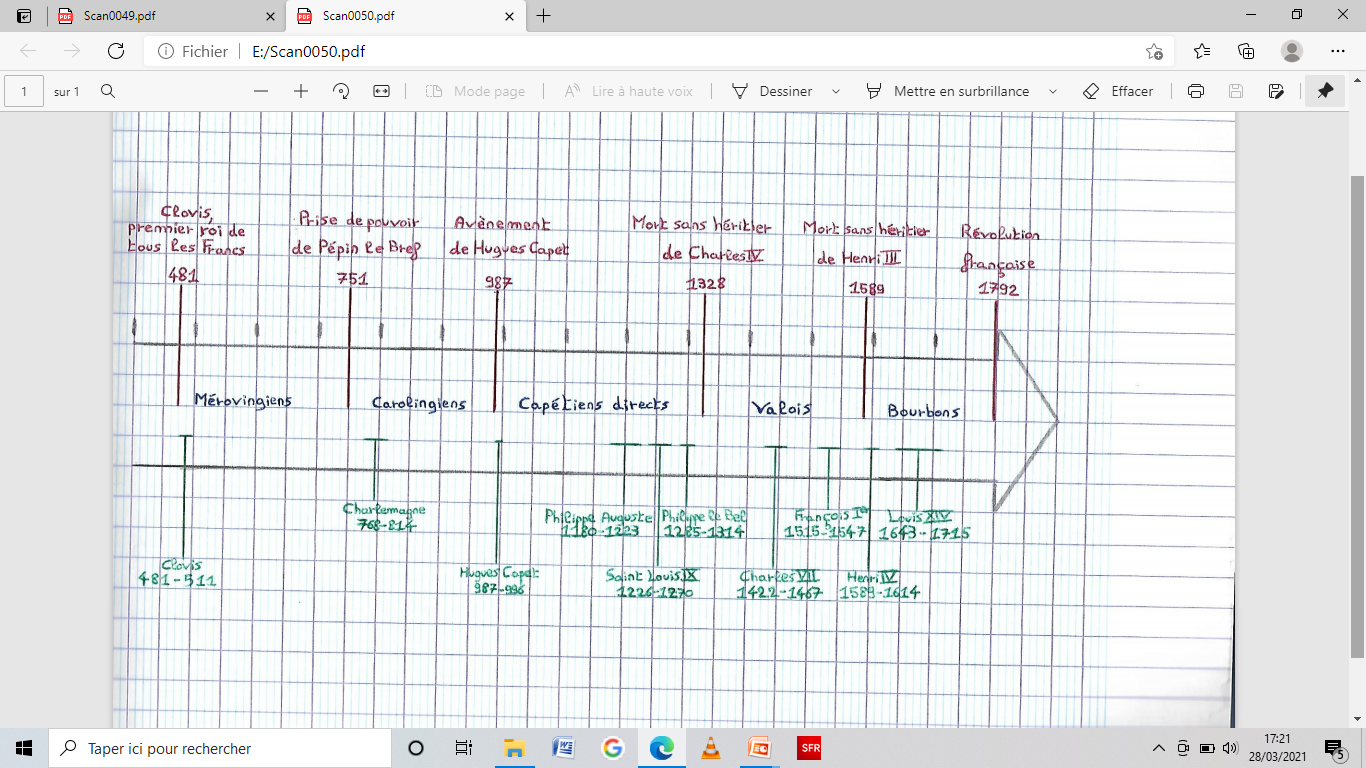 Scan0049.pdf
Scan0050.pdf
Fichier
E:/Scan0050.pdf
1
sur 1
Mode page
Lire à haute voix
Dessiner
Mettre en surbrillance
Effacer
Clovis,
premier roi de
tous les Francs
481
Prise de pouvoir
de Pépin le Bref
751
Avènement
de Hugues Capet
987
Mort sans héritier
de Charles IV
1328
Mort sans héritier
de Henri III
1589
Révolution
française
1792
Mérovingiens
Carolingiens
Capétiens directs
Valois
Bourbons
Charlemagne
768-814
Philippe Auguste
1180-1223
Philippe le Bel
1285-1314
François Ier
1515-1547
Louis XIV
1643-1715
Clovis
481-511
Hugues Capet
987-996
Saint Louis IX
1226-1270
Charles VII
1422-1467
Henri IV
1589-1614
Taper ici pour rechercher
SFR
17:21
28/03/2021
5